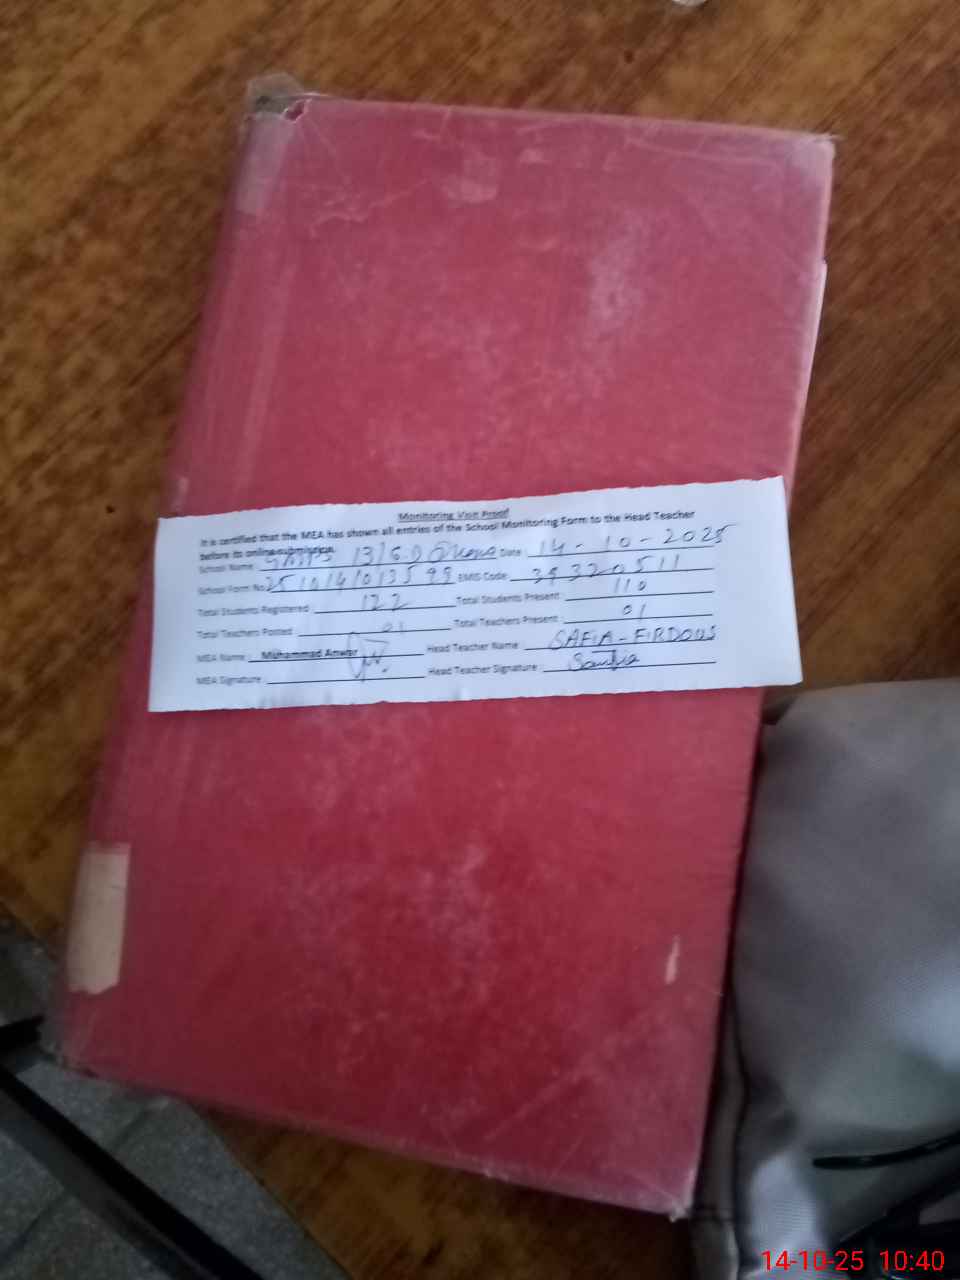 Monitoring Visit Proof
It is certified that the MEA has shown all entries of the School Monitoring Form to the Head Teacher
before its online submission.
School Name 13/G.D Date 14-10-2025
School Form No. EMIS Code 39320511
Total Students Registered 122 Total Students Present 110
Total Teachers Posted 01 Total Teachers Present 01
MEA Name Muhammad Anwar Head Teacher Name SAFIA-FIRDOUS
MEA Signature Head Teacher Signature
14-10-25 10:40